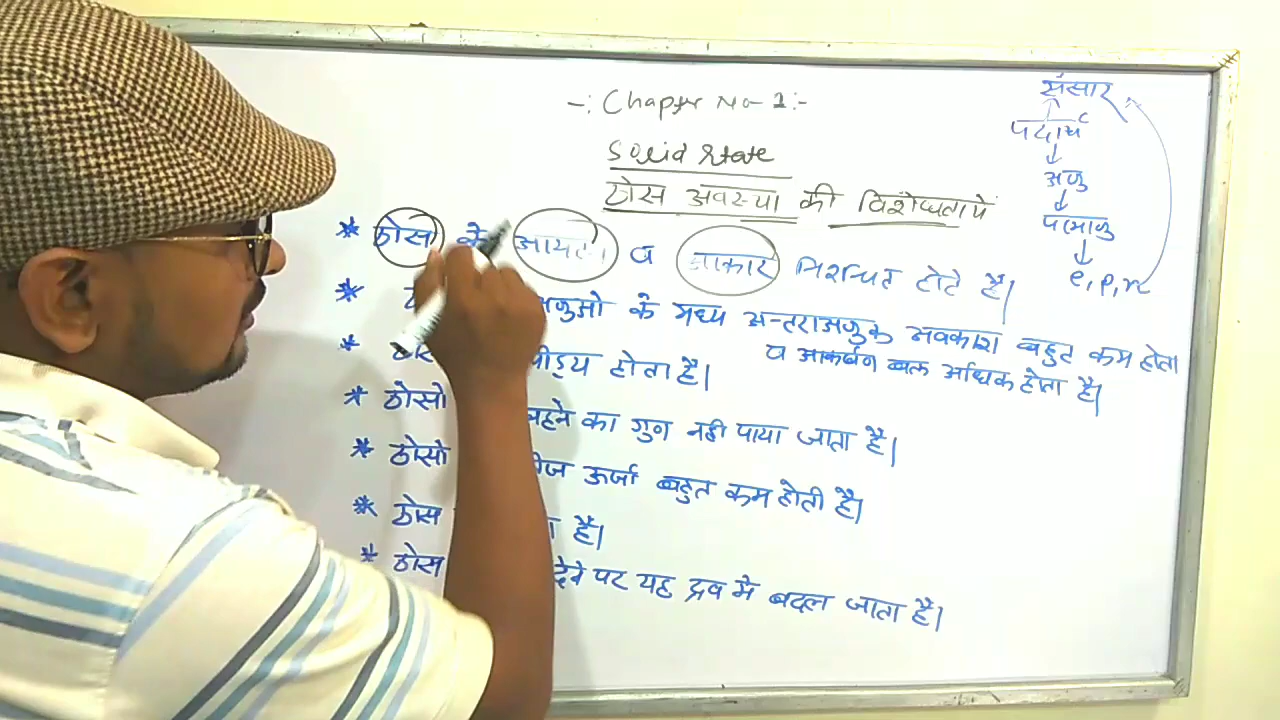 -: Chapter No- 1 :-
Solid State
ठोस अवस्था की विशेषताये
* ठोसो के आयतन व आकार निश्चित होते है।
* अणुओ के मध्य अन्तराअणुक अवकाश बहुत कम होता
व आकर्षण बल अधिक होता है।
* होता है।
* ठोसो बहने का गुण नही पाया जाता है।
* ठोसो ऊर्जा बहुत कम होती है।
* ठोस है।
* ठोस देने पर यह द्रव मे बदल जाता है।
संसार
पदार्थ
अणु
परमाणु
e, p, n